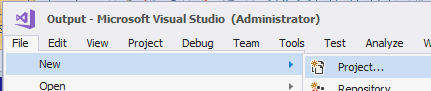 Output - Microsoft Visual Studio (Administrator)
File Edit View Project Debug Team Tools Test Analyze
New Project...
Open Repository